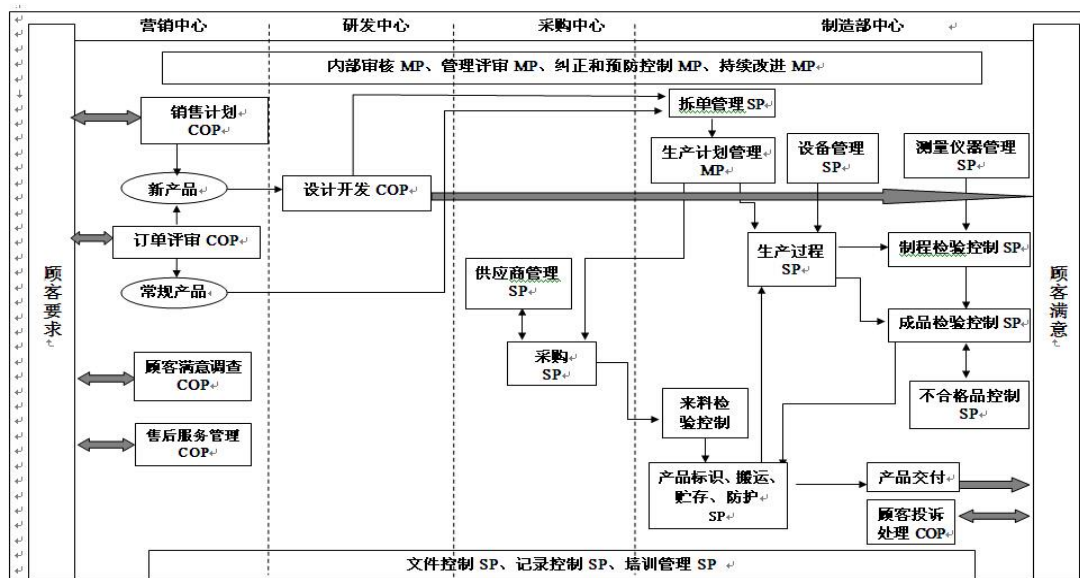 营销中心
研发中心
采购中心
制造部中心
内部审核 MP、管理评审 MP、纠正和预防控制 MP、持续改进 MP
顾客要求
销售计划
COP
新产品
订单评审 COP
常规产品
顾客满意调查
COP
售后服务管理
COP
设计开发 COP
供应商管理
SP
采购
SP
拆单管理 SP
生产计划管理
MP
设备管理
SP
测量仪器管理
SP
生产过程
SP
制程检验控制 SP
成品检验控制 SP
不合格品控制
SP
来料检
验控制
产品标识、搬运、
贮存、防护
SP
产品交付
顾客投诉
处理 COP
顾客满意
文件控制 SP、记录控制 SP、培训管理 SP